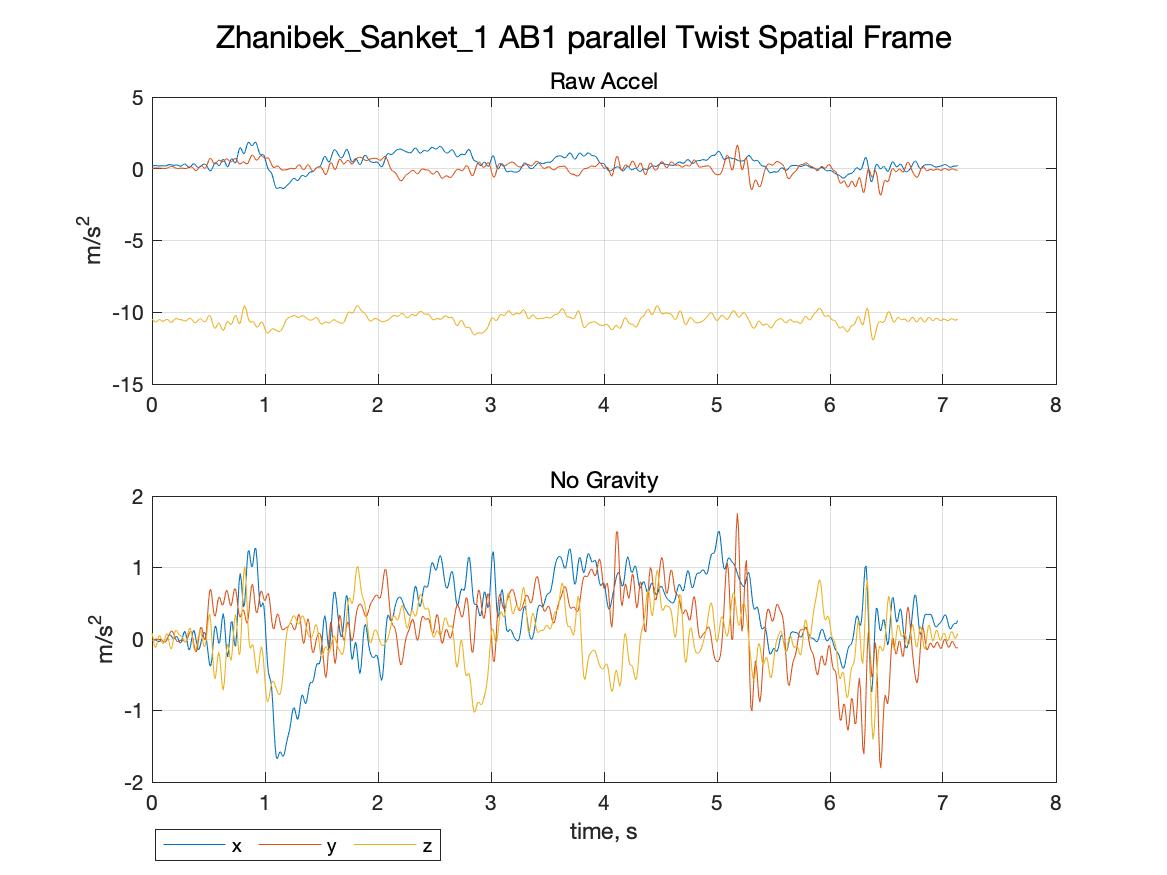 Zhanibek_Sanket_1 AB1 parallel Twist Spatial Frame
Raw Accel
5
0
-5
-10
-15
m/s²
0 1 2 3 4 5 6 7 8
No Gravity
2
1
0
-1
-2
m/s²
0 1 2 3 4 5 6 7 8
time, s
x y z